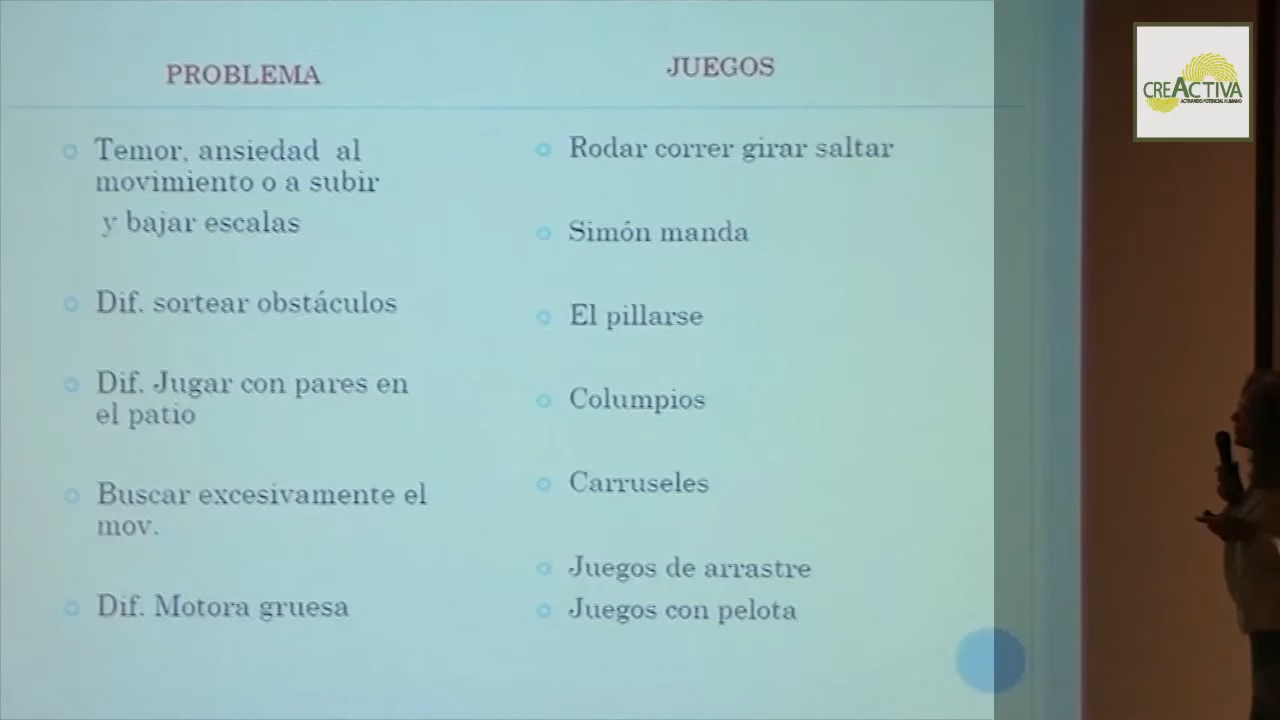 PROBLEMA
Temor, ansiedad al
movimiento o a subir
y bajar escalas
Dif. sortear obstáculos
Dif. Jugar con pares en
el patio
Buscar excesivamente el
mov.
Dif. Motora gruesa
JUEGOS
Rodar correr girar saltar
Simón manda
El pillarse
Columpios
Carruseles
Juegos de arrastre
Juegos con pelota
CREACTIVA
ACTIVANDO POTENCIAL HUMANO